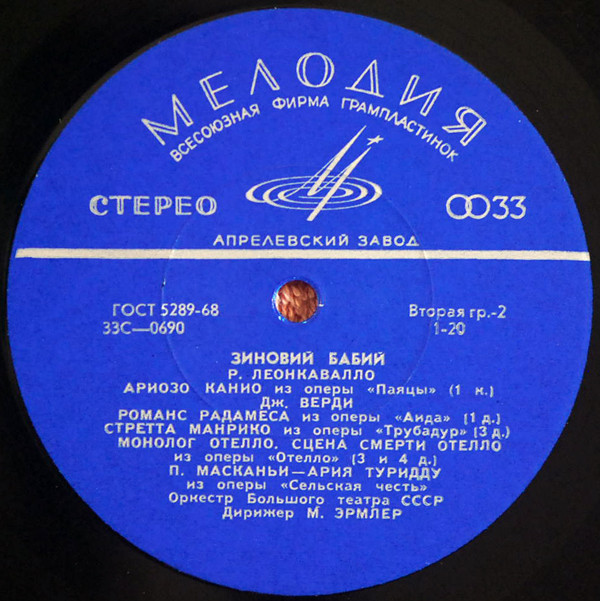 МЕЛОДИЯ
ВСЕСОЮЗНАЯ ФИРМА ГРАМПЛАСТИНОК
СТЕРЕО 33
АПРЕЛЕВСКИЙ ЗАВОД
ГОСТ 5289-68 Вторая гр.-2
33С—0690 1-20
ЗИНОВИЙ БАБИЙ
Р. ЛЕОНКАВАЛЛО
АРИОЗО КАНИО из оперы «Паяцы» (1 к.)
ДЖ. ВЕРДИ
РОМАНС РАДАМЕСА из оперы «Аида» (1 д.)
СТРЕТТА МАНРИКО из оперы «Трубадур» (3 д.)
МОНОЛОГ ОТЕЛЛО. СЦЕНА СМЕРТИ ОТЕЛЛО
из оперы «Отелло» (3 и 4 д.)
П. МАСКАНЬИ—АРИЯ ТУРИДДУ
из оперы «Сельская честь»
Оркестр Большого театра СССР
Дирижер М. ЭРМЛЕР